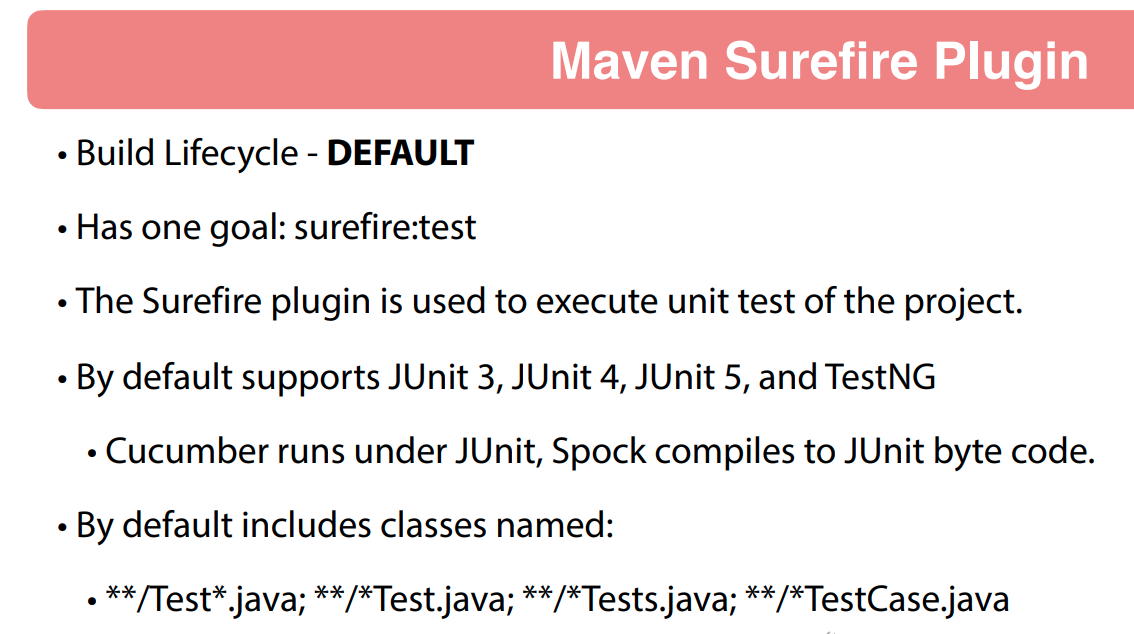 Maven Surefire Plugin
• Build Lifecycle - DEFAULT
• Has one goal: surefire:test
• The Surefire plugin is used to execute unit test of the project.
• By default supports JUnit 3, JUnit 4, JUnit 5, and TestNG
• Cucumber runs under JUnit, Spock compiles to JUnit byte code.
• By default includes classes named:
• **/Test*.java; **/*Test.java; **/*Tests.java; **/*TestCase.java